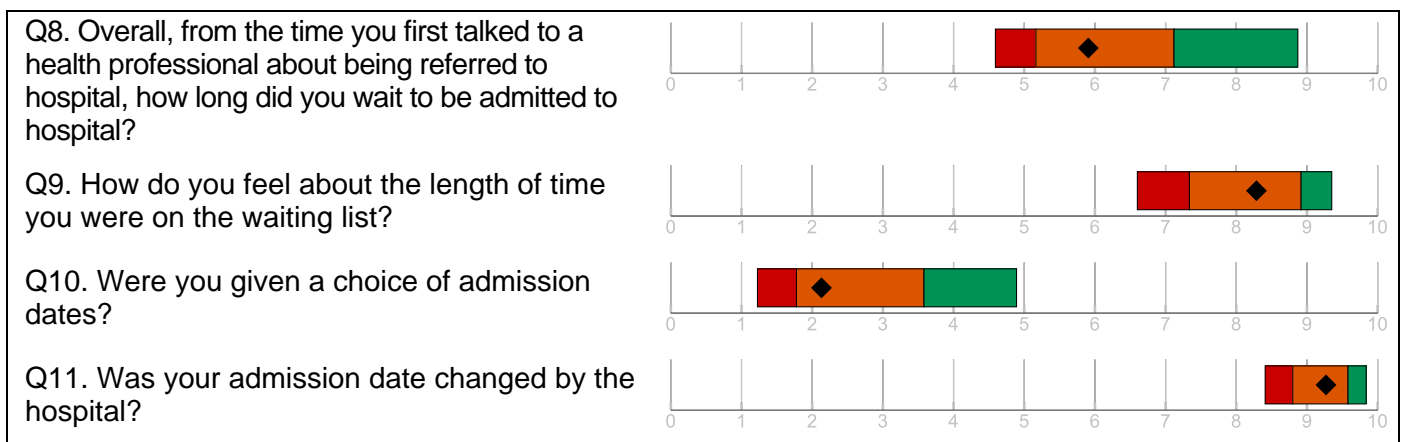 Q8. Overall, from the time you first talked to a
health professional about being referred to
hospital, how long did you wait to be admitted to
hospital?
0 1 2 3 4 5 6 7 8 9 10
Q9. How do you feel about the length of time
you were on the waiting list?
0 1 2 3 4 5 6 7 8 9 10
Q10. Were you given a choice of admission
dates?
0 1 2 3 4 5 6 7 8 9 10
Q11. Was your admission date changed by the
hospital?
0 1 2 3 4 5 6 7 8 9 10